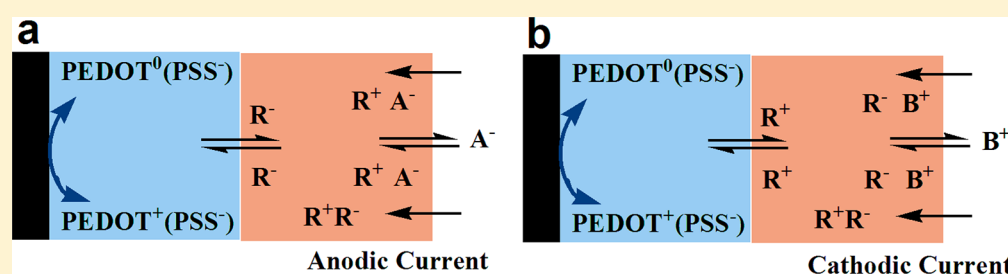 a
PEDOT⁰(PSS⁻)
R⁻
R⁻
R⁺ A⁻
A⁻
R⁺ A⁻
R⁺R⁻
PEDOT⁺(PSS⁻)
Anodic Current
b
PEDOT⁰(PSS⁻)
R⁺
R⁺
R⁻ B⁺
B⁺
R⁻ B⁺
R⁺R⁻
PEDOT⁺(PSS⁻)
Cathodic Current